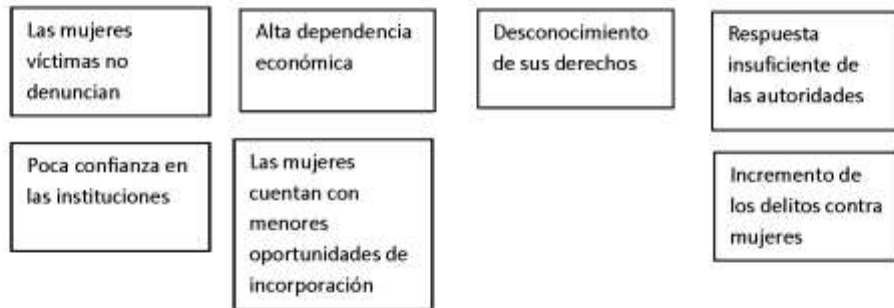 Las mujeres
víctimas no
denuncian
Alta dependencia
económica
Desconocimiento
de sus derechos
Respuesta
insuficiente de
las autoridades
Poca confianza en
las instituciones
Las mujeres
cuentan con
menores
oportunidades de
incorporación
Incremento de
los delitos contra
mujeres